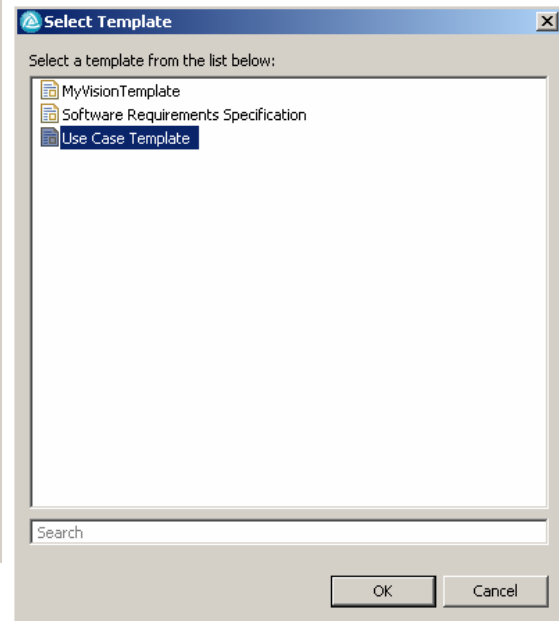 Select Template
Select a template from the list below:
MyVisionTemplate
Software Requirements Specification
Use Case Template
Search
OK Cancel